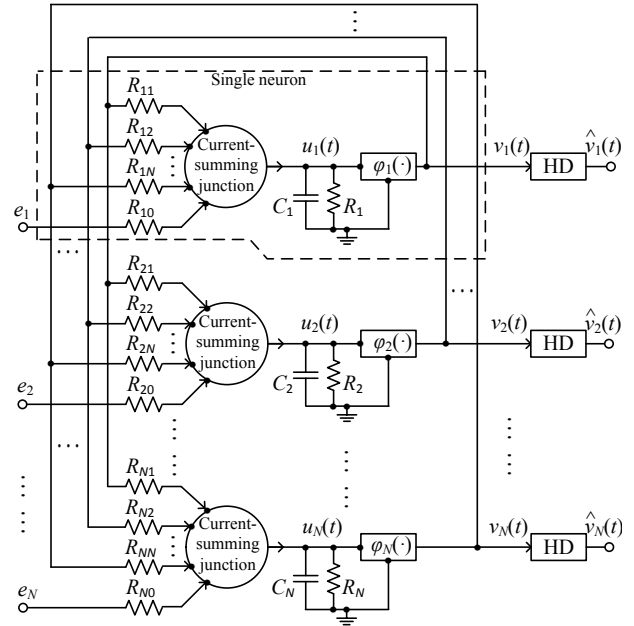 Single neuron
R11
R12
R1N
R10
e1
Current-
summing
junction
u1(t)
C1
R1
φ1(·)
v1(t)
HD
v̂1(t)
R21
R22
R2N
R20
e2
Current-
summing
junction
u2(t)
C2
R2
φ2(·)
v2(t)
HD
v̂2(t)
RN1
RN2
RNN
RN0
eN
Current-
summing
junction
uN(t)
CN
RN
φN(·)
vN(t)
HD
v̂N(t)